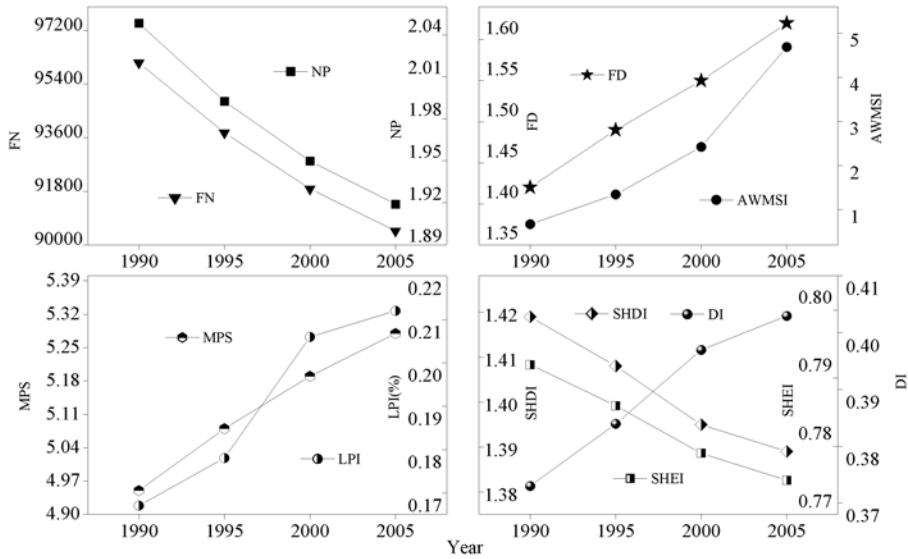 97200
95400
93600
91800
90000
FN
NP
FN
2.04
2.01
1.98
1.95
1.92
1.89
NP
1990 1995 2000 2005
1.60
1.55
1.50
1.45
1.40
1.35
FD
FD
AWMSI
5
4
3
2
1
AWMSI
1990 1995 2000 2005
5.39
5.32
5.25
5.18
5.11
5.04
4.97
4.90
MPS
MPS
LPI
0.22
0.21
0.20
0.19
0.18
0.17
LPI(%)
1990 1995 2000 2005
1.42
1.41
1.40
1.39
1.38
SHDI
SHDI
DI
SHEI
0.80
0.79
0.78
0.77
SHEI
0.41
0.40
0.39
0.38
0.37
DI
1990 1995 2000 2005
Year